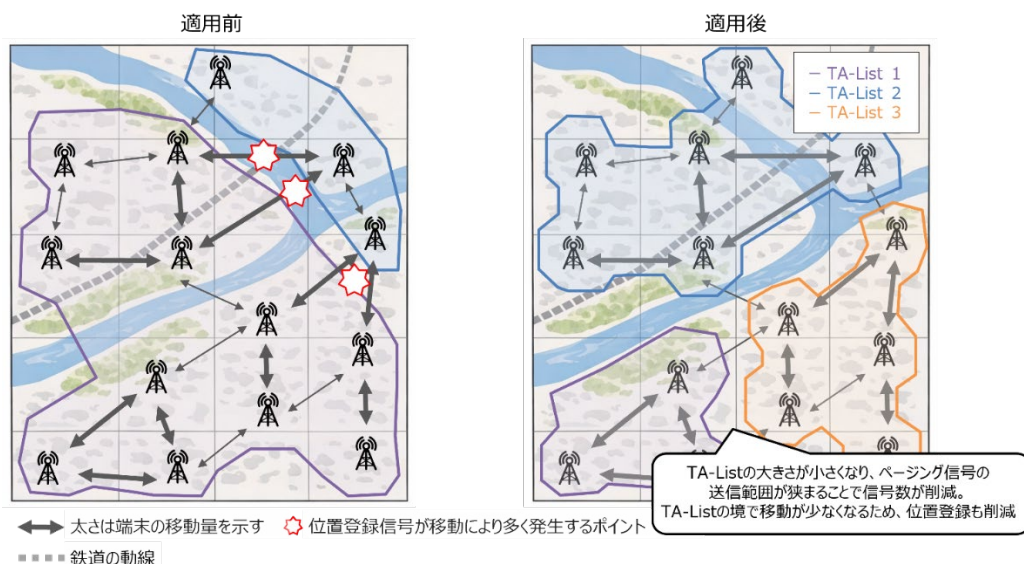 適用前
適用後
TA-List 1
TA-List 2
TA-List 3
TA-Listの大きさが小さくなり、ページング信号の
送信範囲が狭まることで信号数が削減。
TA-Listの境で移動が少なくなるため、位置登録も削減
太さは端末の移動量を示す
位置登録信号が移動により多く発生するポイント
鉄道の動線